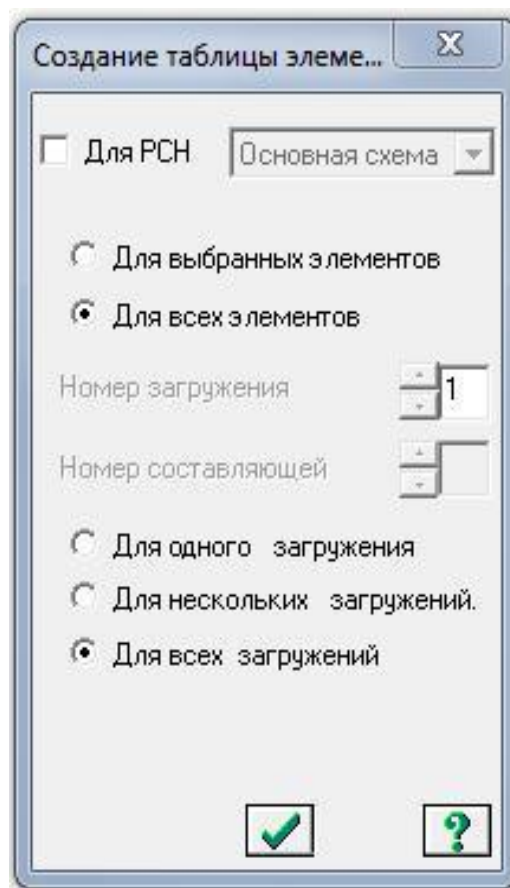 Создание таблицы элеме...
Для РСН Основная схема
Для выбранных элементов
Для всех элементов
Номер загружения 1
Номер составляющей
Для одного загружения
Для нескольких загружений.
Для всех загружений
?